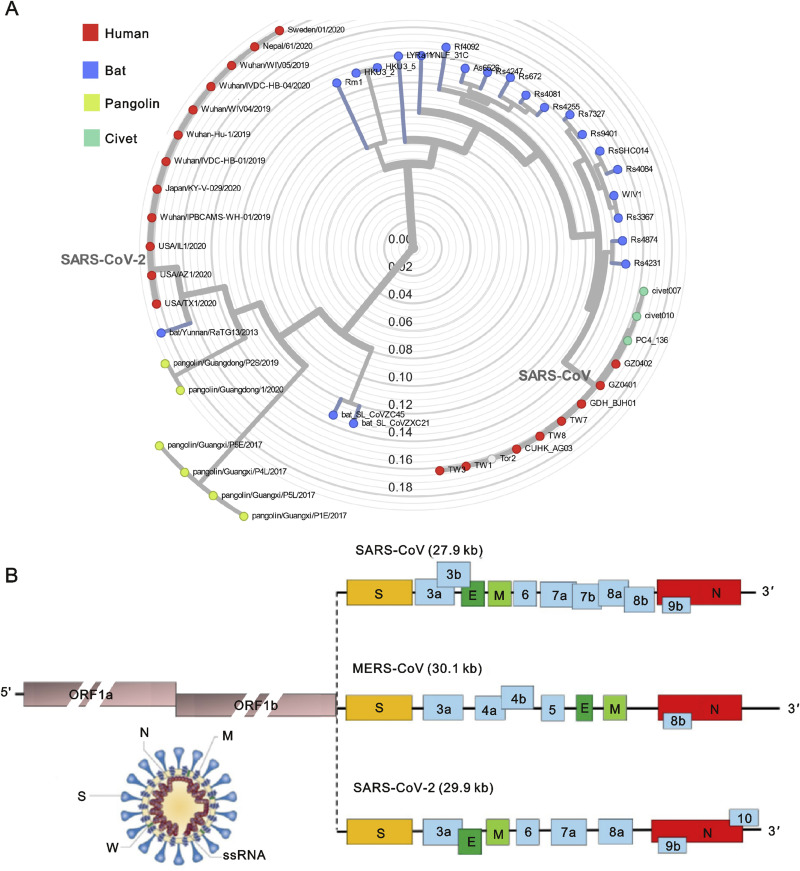 A
Human
Bat
Pangolin
Civet
Sweden/01/2020
Nepal/61/2020
Wuhan/WIV05/2019
Wuhan/IVDC-HB-04/2020
Wuhan/WIV04/2019
Wuhan-Hu-1/2019
Wuhan/IVDC-HB-01/2019
Japan/KY-V-029/2020
Wuhan/IPBCAMS-WH-01/2019
USA/IL1/2020
SARS-CoV-2
USA/AZ1/2020
USA/TX1/2020
bat/Yunnan/RaTG13/2013
pangolin/Guangdong/P2S/2019
pangolin/Guangdong/1/2020
pangolin/Guangxi/P5E/2017
pangolin/Guangxi/P4L/2017
pangolin/Guangxi/P5L/2017
pangolin/Guangxi/P1E/2017
bat_SL_CoVZC45
bat_SL_CoVZXC21
Rm1
HKU3_2
HKU3_5
YNLF_31C
Rf4092
As6526
Rs4247
Rs672
Rs4081
Rs4255
Rs7327
Rs9401
RsSHC014
Rs4084
WIV1
Rs3367
Rs4874
Rs4231
civet007
civet010
PC4_136
SARS-CoV
GZ0402
GZ0401
GDH_BJH01
TW7
TW8
CUHK_AG03
Tor2
TW1
TW3
0.00
0.02
0.04
0.06
0.08
0.10
0.12
0.14
0.16
0.18
B
SARS-CoV (27.9 kb)
S
3a
3b
E
M
6
7a
7b
8a
8b
9b
N
3′
MERS-CoV (30.1 kb)
5'
ORF1a
ORF1b
S
3a
4a
4b
5
E
M
8b
N
3′
SARS-CoV-2 (29.9 kb)
S
3a
E
M
6
7a
8a
9b
N
10
3′
N
M
S
W
ssRNA